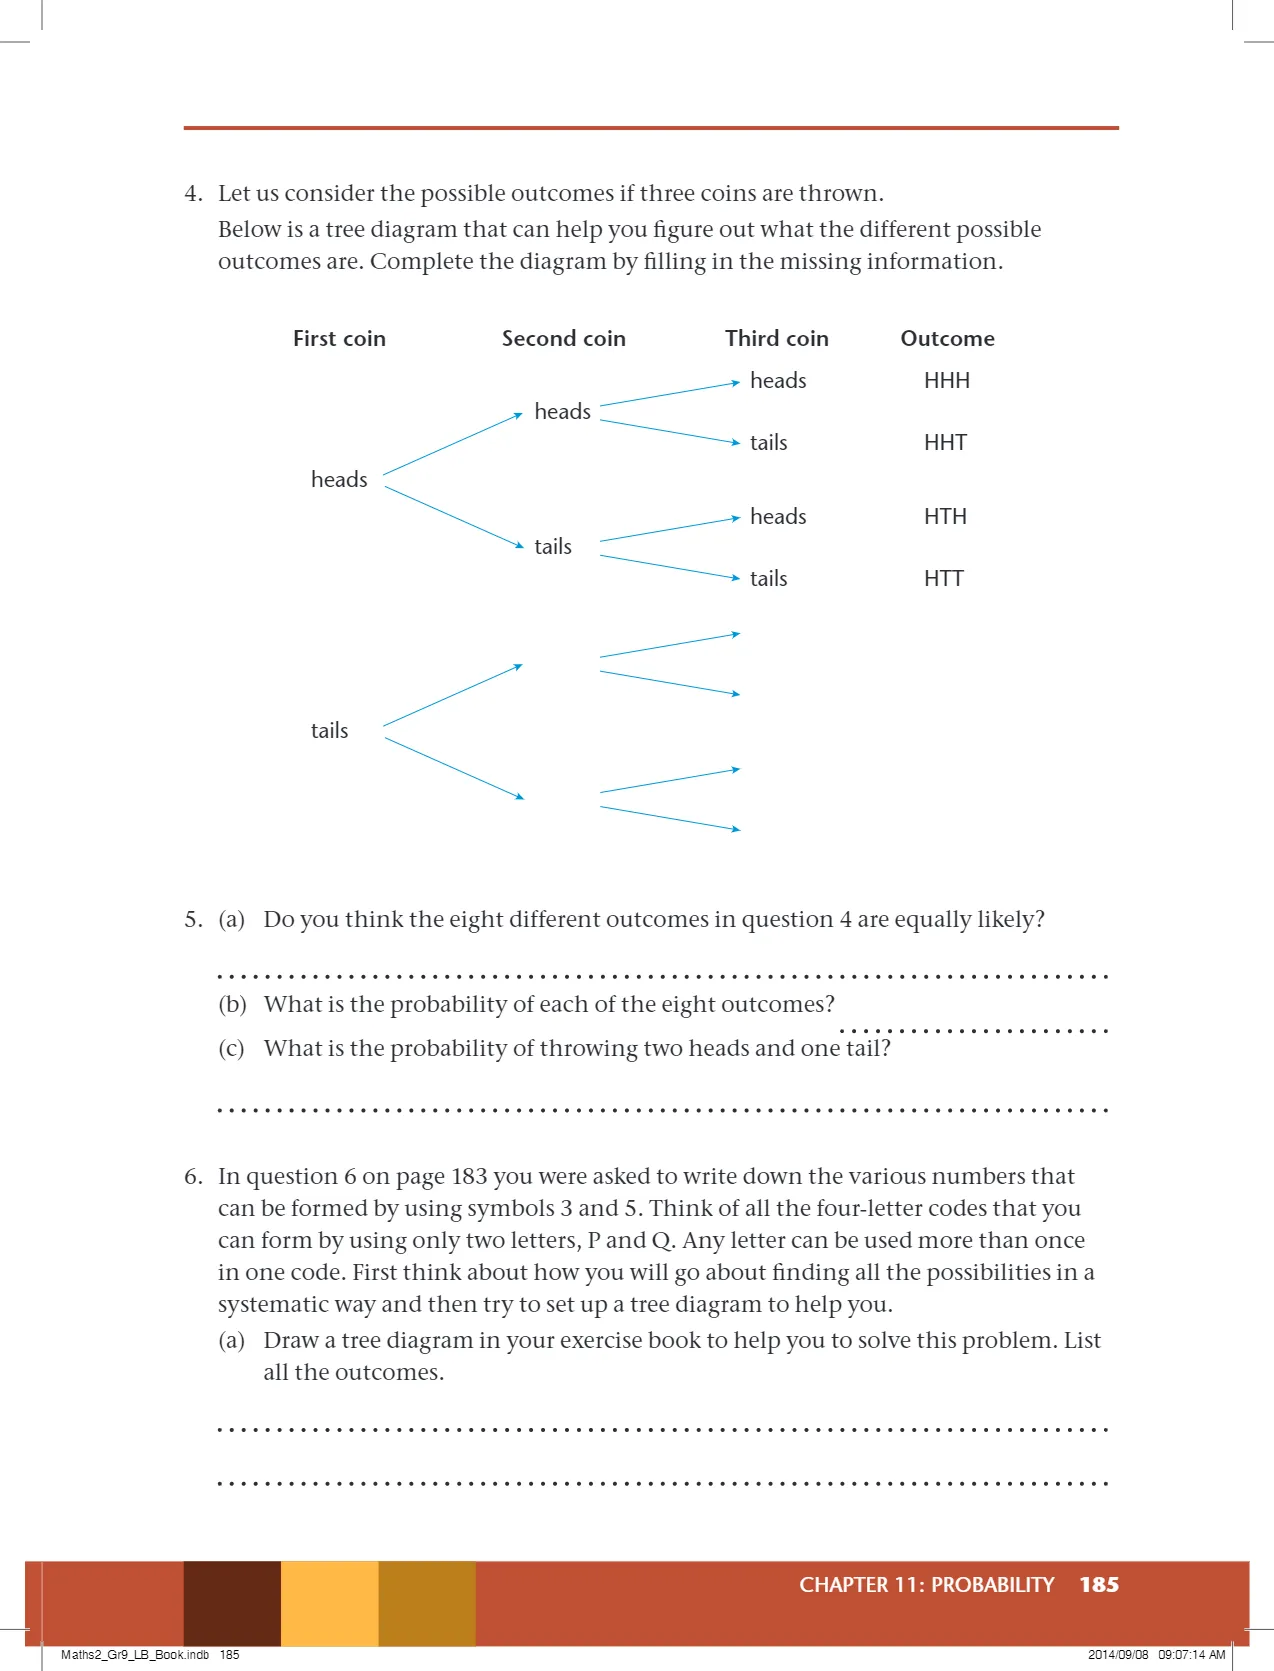 4. Let us consider the possible outcomes if three coins are thrown.
Below is a tree diagram that can help you figure out what the different possible
outcomes are. Complete the diagram by filling in the missing information.
First coin Second coin Third coin Outcome
heads HHH
heads
tails HHT
heads
heads HTH
tails
tails HTT
tails
5. (a) Do you think the eight different outcomes in question 4 are equally likely?
(b) What is the probability of each of the eight outcomes?
(c) What is the probability of throwing two heads and one tail?
6. In question 6 on page 183 you were asked to write down the various numbers that
can be formed by using symbols 3 and 5. Think of all the four-letter codes that you
can form by using only two letters, P and Q. Any letter can be used more than once
in one code. First think about how you will go about finding all the possibilities in a
systematic way and then try to set up a tree diagram to help you.
(a) Draw a tree diagram in your exercise book to help you to solve this problem. List
all the outcomes.
CHAPTER 11: PROBABILITY 185
Maths2_Gr9_LB_Book.indb 185 2014/09/08 09:07:14 AM